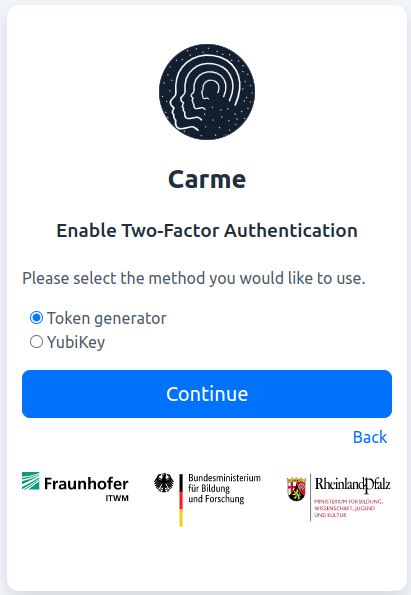 Carme
Enable Two-Factor Authentication
Please select the method you would like to use.
Token generator
YubiKey
Continue
Back
Fraunhofer
ITWM
Bundesministerium
für Bildung
und Forschung
RheinlandPfalz
MINISTERIUM FÜR BILDUNG,
WISSENSCHAFT, JUGEND
UND KULTUR